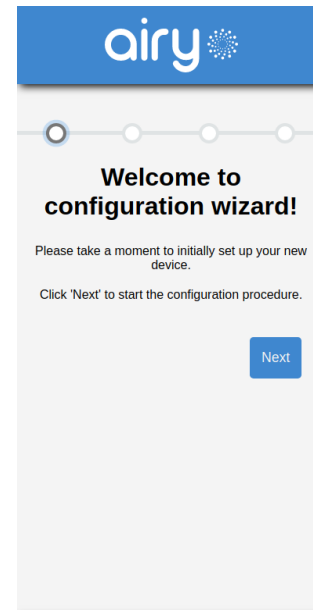 airy
Welcome to
configuration wizard!
Please take a moment to initially set up your new
device.
Click 'Next' to start the configuration procedure.
Next